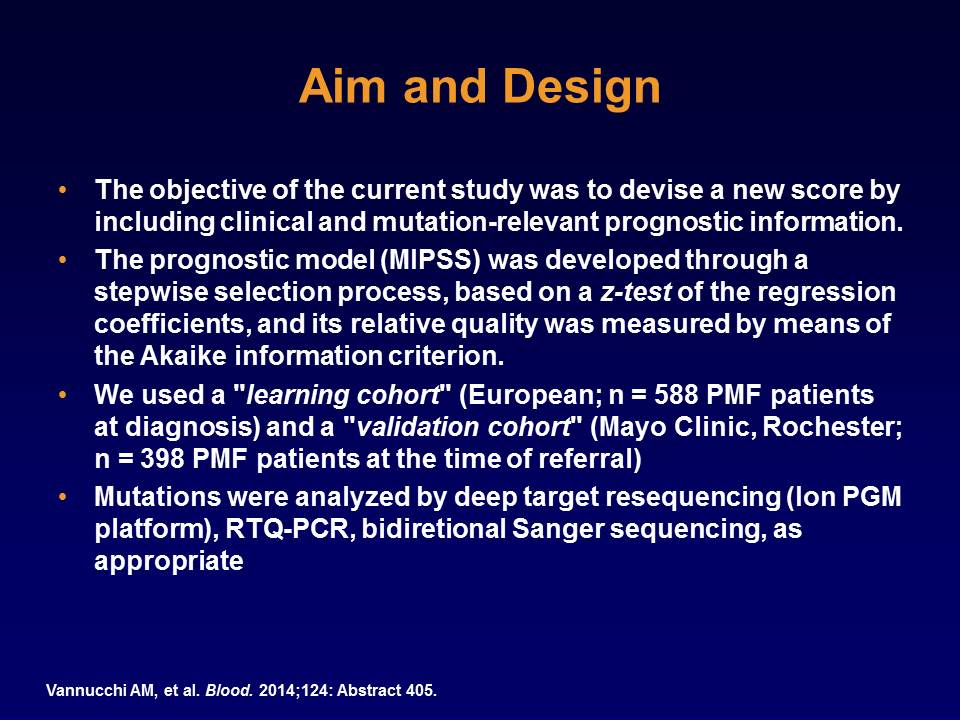 Aim and Design
• The objective of the current study was to devise a new score by
including clinical and mutation-relevant prognostic information.
• The prognostic model (MIPSS) was developed through a
stepwise selection process, based on a z-test of the regression
coefficients, and its relative quality was measured by means of
the Akaike information criterion.
• We used a "learning cohort" (European; n = 588 PMF patients
at diagnosis) and a "validation cohort" (Mayo Clinic, Rochester;
n = 398 PMF patients at the time of referral)
• Mutations were analyzed by deep target resequencing (Ion PGM
platform), RTQ-PCR, bidiretional Sanger sequencing, as
appropriate
Vannucchi AM, et al. Blood. 2014;124: Abstract 405.